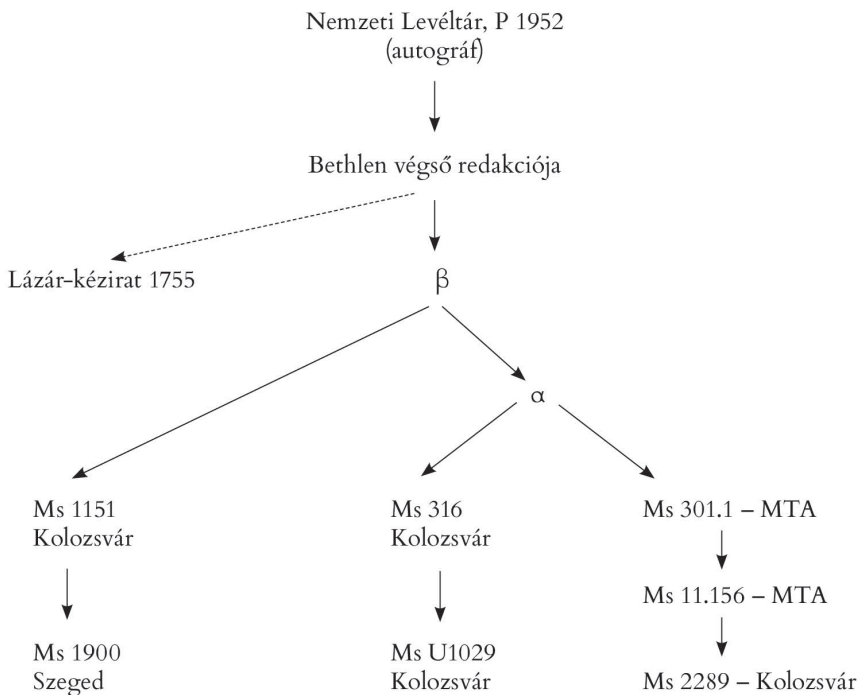 Nemzeti Levéltár, P 1952
(autográf)
Bethlen végső redakciója
Lázár-kézirat 1755
β
α
Ms 1151
Kolozsvár
Ms 316
Kolozsvár
Ms 301.1 – MTA
Ms 11.156 – MTA
Ms 1900
Szeged
Ms U1029
Kolozsvár
Ms 2289 – Kolozsvár